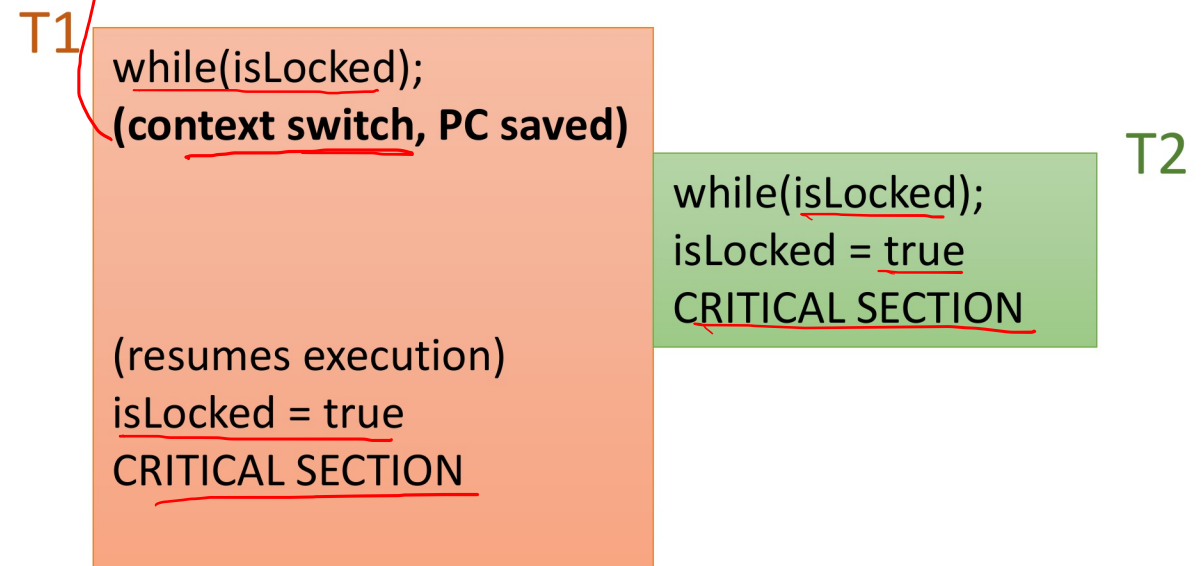 T1
while(isLocked);
(context switch, PC saved)
T2
while(isLocked);
isLocked = true
CRITICAL SECTION
(resumes execution)
isLocked = true
CRITICAL SECTION